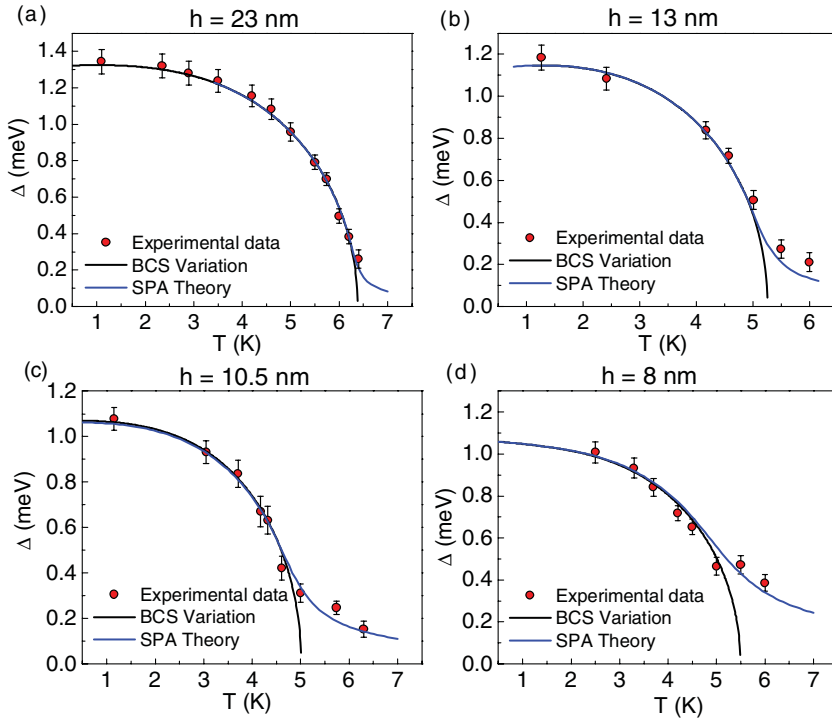 (a) h = 23 nm
1.4
1.2
1.0
0.8
0.6
0.4
0.2
0.0
Δ (meV)
Experimental data
BCS Variation
SPA Theory
1 2 3 4 5 6 7
T (K)
(b) h = 13 nm
1.2
1.0
0.8
0.6
0.4
0.2
0.0
Δ (meV)
Experimental data
BCS Variation
SPA Theory
1 2 3 4 5 6
T (K)
(c) h = 10.5 nm
1.2
1.0
0.8
0.6
0.4
0.2
0.0
Δ (meV)
Experimental data
BCS Variation
SPA Theory
1 2 3 4 5 6 7
T (K)
(d) h = 8 nm
1.2
1.0
0.8
0.6
0.4
0.2
0.0
Δ (meV)
Experimental data
BCS Variation
SPA Theory
1 2 3 4 5 6 7
T (K)